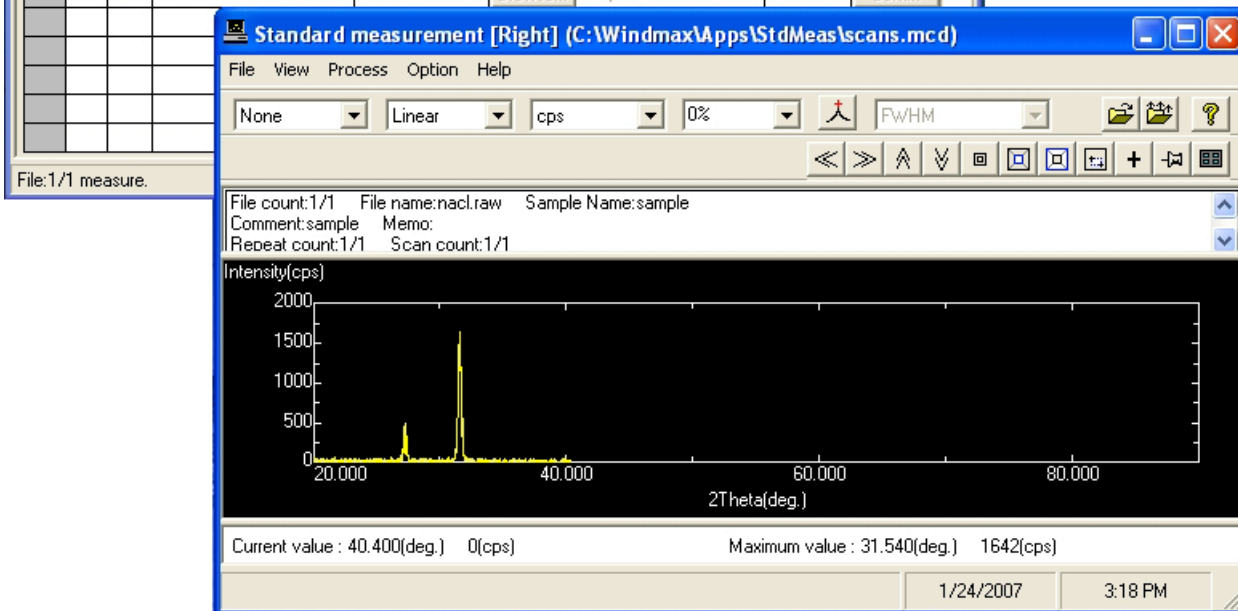 Standard measurement [Right] (C:\Windmax\Apps\StdMeas\scans.mcd)
File View Process Option Help
None Linear cps 0% FWHM
File:1/1 measure.
File count:1/1 File name:nacl.raw Sample Name:sample
Comment:sample Memo:
Repeat count:1/1 Scan count:1/1
Intensity(cps)
2000
1500
1000
500
0
20.000 40.000 60.000 80.000
2Theta(deg.)
Current value : 40.400(deg.) 0(cps) Maximum value : 31.540(deg.) 1642(cps)
1/24/2007 3:18 PM